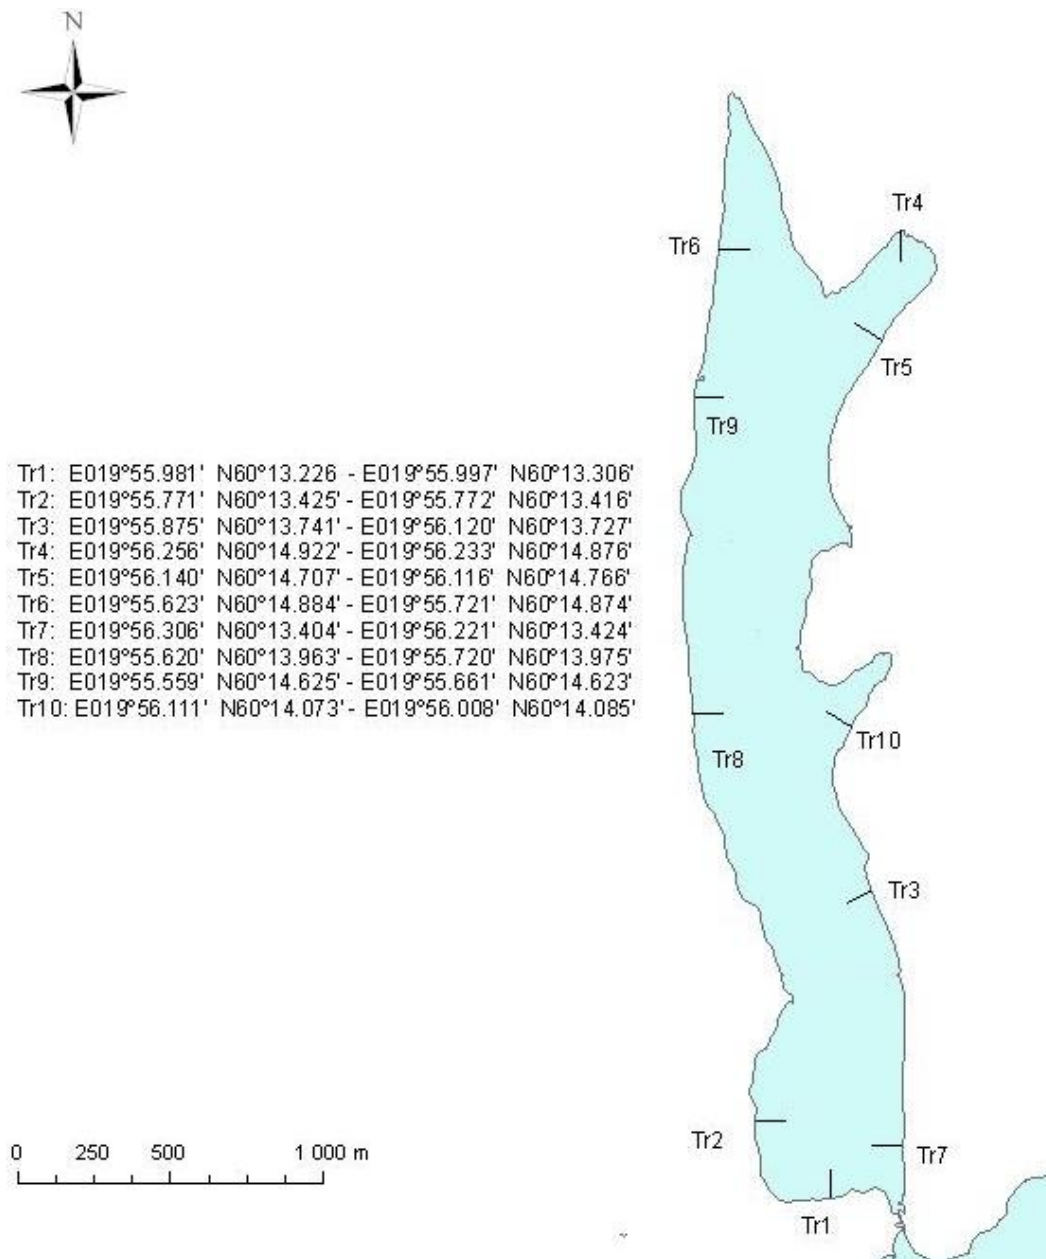 N
Tr4
Tr6
Tr5
Tr9
Tr1: E019°55.981' N60°13.226 - E019°55.997' N60°13.306'
Tr2: E019°55.771' N60°13.425' - E019°55.772' N60°13.416'
Tr3: E019°55.875' N60°13.741' - E019°56.120' N60°13.727'
Tr4: E019°56.256' N60°14.922' - E019°56.233' N60°14.876'
Tr5: E019°56.140' N60°14.707' - E019°56.116' N60°14.766'
Tr6: E019°55.623' N60°14.884' - E019°55.721' N60°14.874'
Tr7: E019°56.306' N60°13.404' - E019°56.221' N60°13.424'
Tr8: E019°55.620' N60°13.963' - E019°55.720' N60°13.975'
Tr9: E019°55.559' N60°14.625' - E019°55.661' N60°14.623'
Tr10: E019°56.111' N60°14.073' - E019°56.008' N60°14.085'
Tr10
Tr8
Tr3
Tr2
0 250 500 1 000 m
Tr7
Tr1